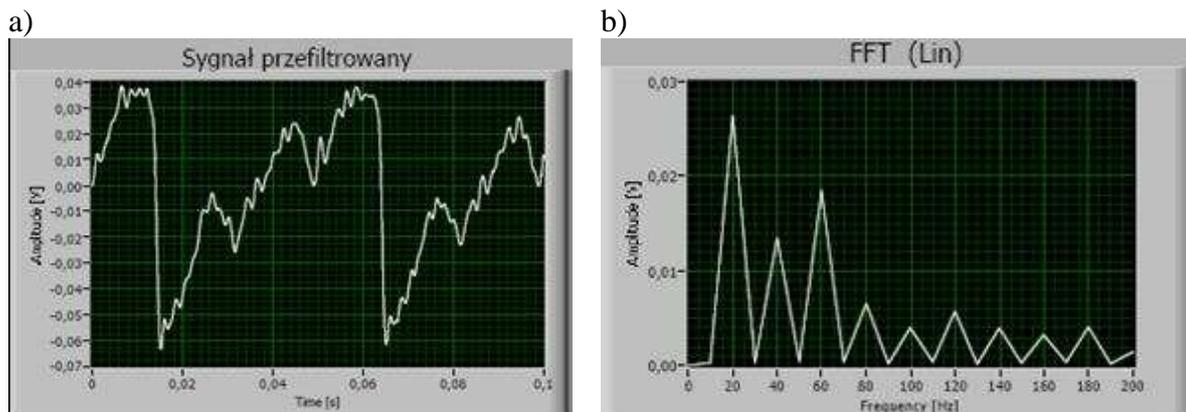 a)
Sygnał przefiltrowany
Amplitude [V]
0,04
0,03
0,02
0,01
0,00
-0,01
-0,02
-0,03
-0,04
-0,05
-0,06
-0,07
0 0,02 0,04 0,06 0,08 0,1
Time [s]
b)
FFT (Lin)
Amplitude [V]
0,03
0,02
0,01
0,00
0 20 40 60 80 100 120 140 160 180 200
Frequency [Hz]